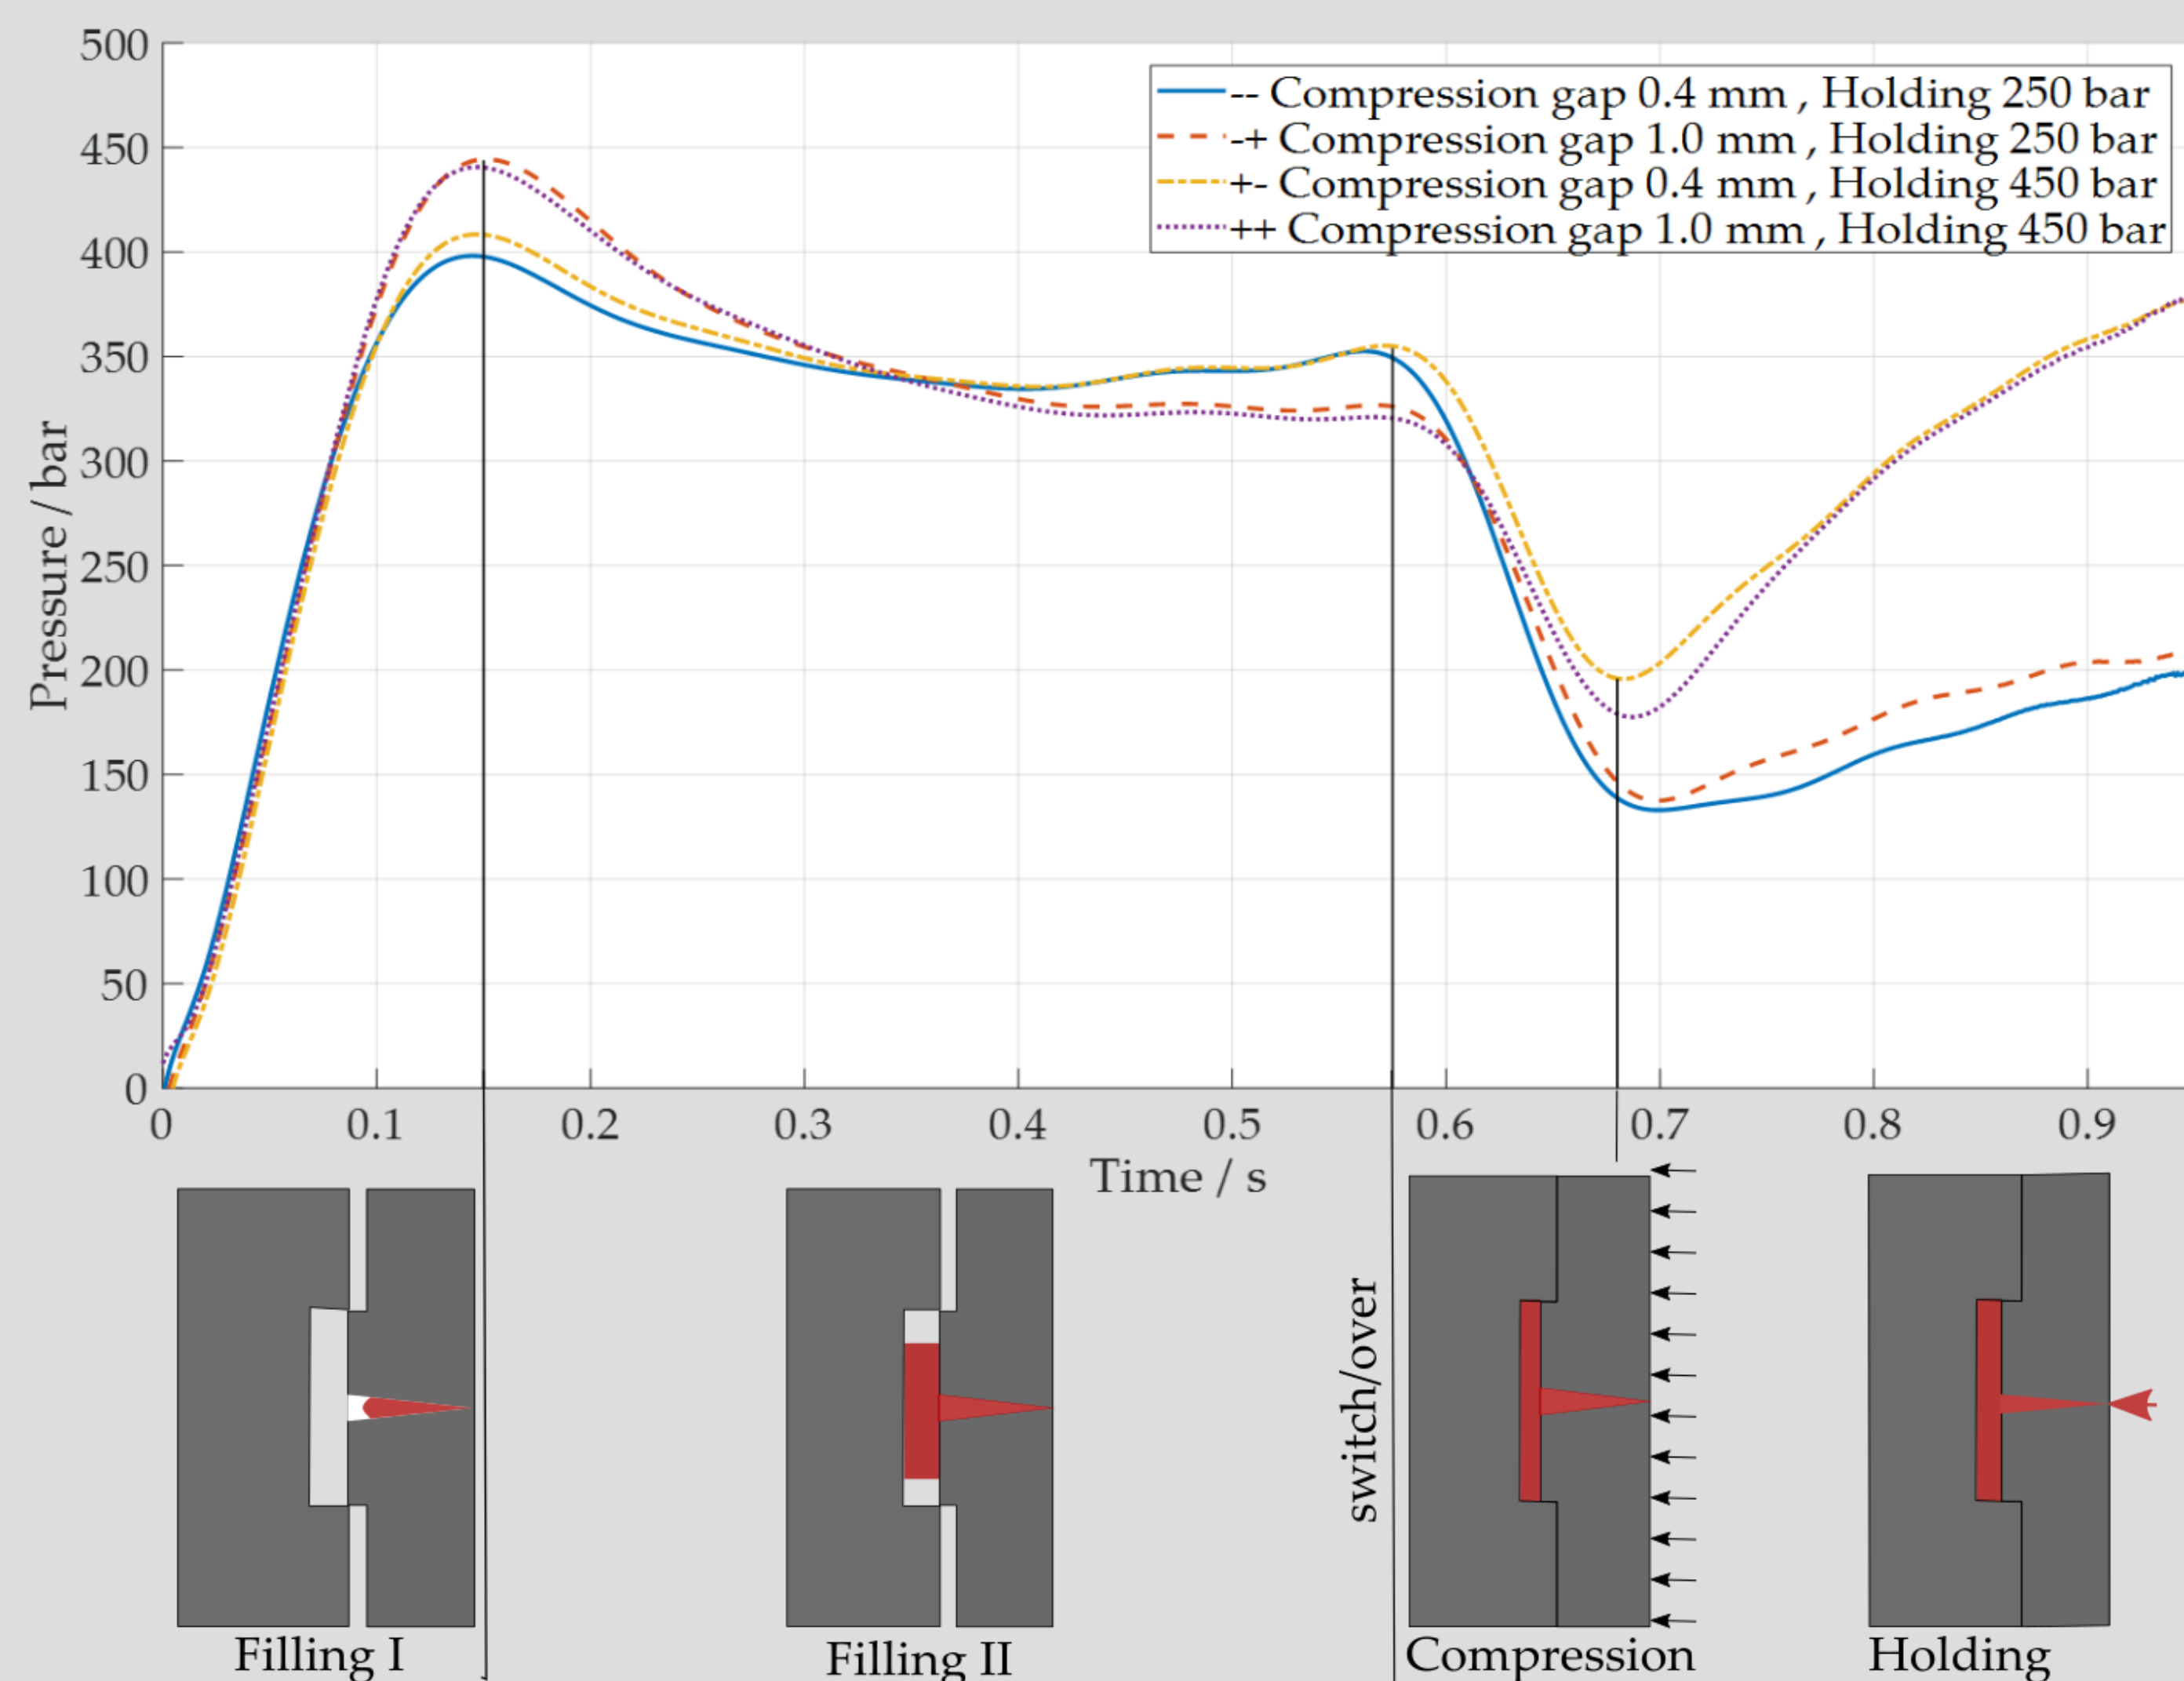 500
450
400
350
300
250
200
150
100
50
0
Pressure / bar
-- Compression gap 0.4 mm , Holding 250 bar
-+ Compression gap 1.0 mm , Holding 250 bar
+- Compression gap 0.4 mm , Holding 450 bar
++ Compression gap 1.0 mm , Holding 450 bar
0 0.1 0.2 0.3 0.4 0.5 0.6 0.7 0.8 0.9
Time / s
switch/over
Filling I
Filling II
Compression
Holding